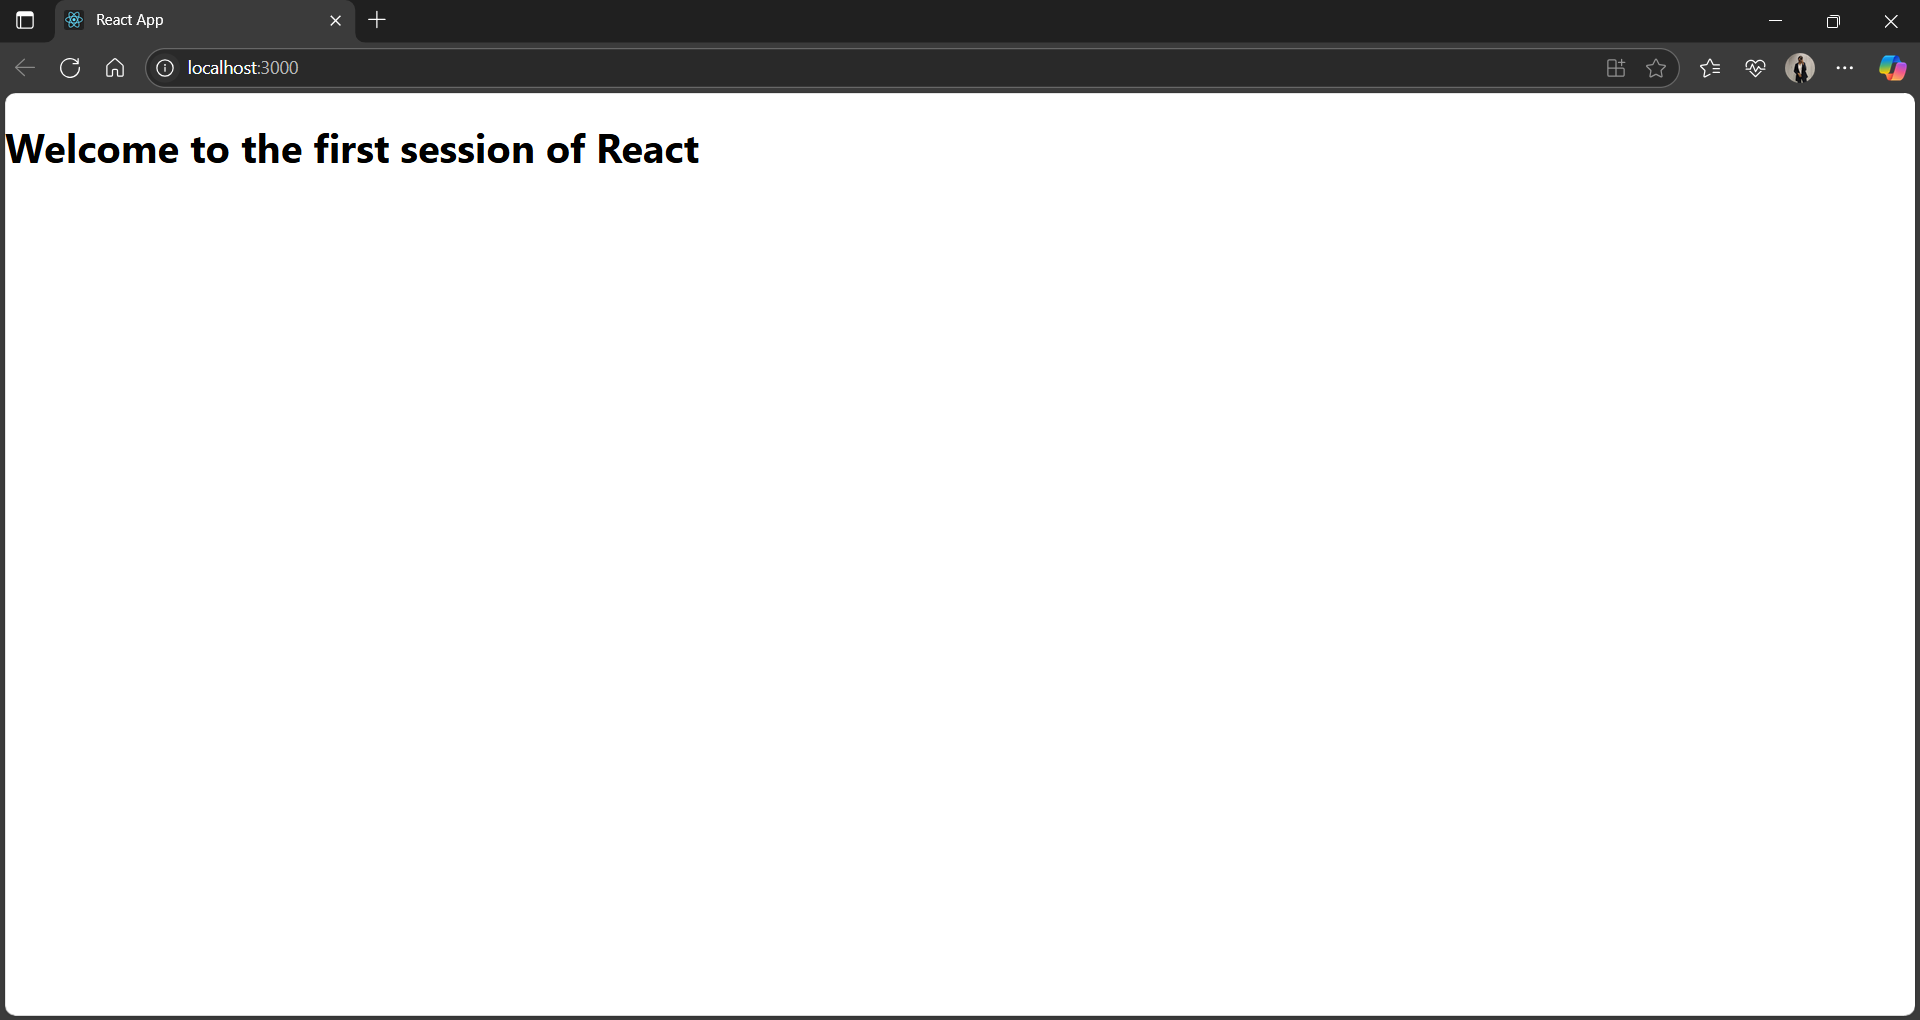 React App
localhost:3000
Welcome to the first session of React